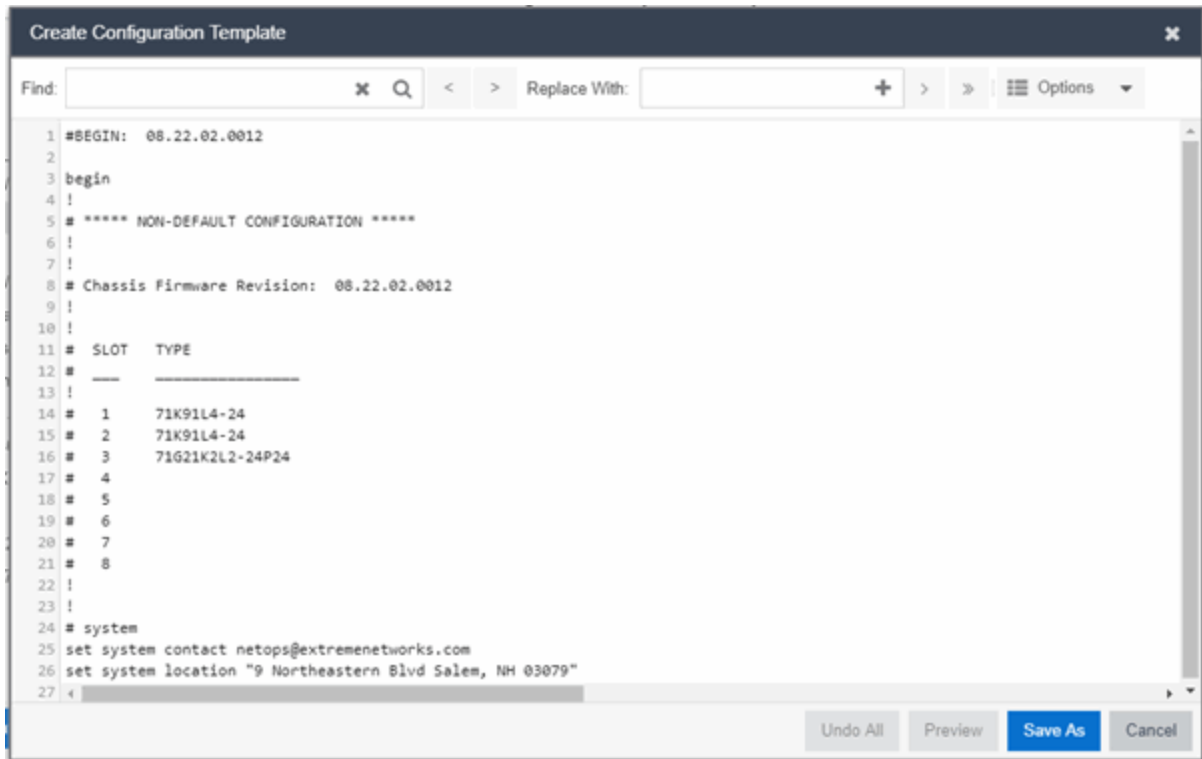 Create Configuration Template
Find: < > Replace With: + > » Options
1 #BEGIN:  08.22.02.0012
2
3 begin
4 !
5 # ***** NON-DEFAULT CONFIGURATION *****
6 !
7 !
8 # Chassis Firmware Revision:  08.22.02.0012
9 !
10 !
11 #  SLOT   TYPE
12 #  ___    ________________
13 !
14 #   1     71K91L4-24
15 #   2     71K91L4-24
16 #   3     71G21K2L2-24P24
17 #   4
18 #   5
19 #   6
20 #   7
21 #   8
22 !
23 !
24 # system
25 set system contact netops@extremenetworks.com
26 set system location "9 Northeastern Blvd Salem, NH 03079"
27
Undo All Preview Save As Cancel